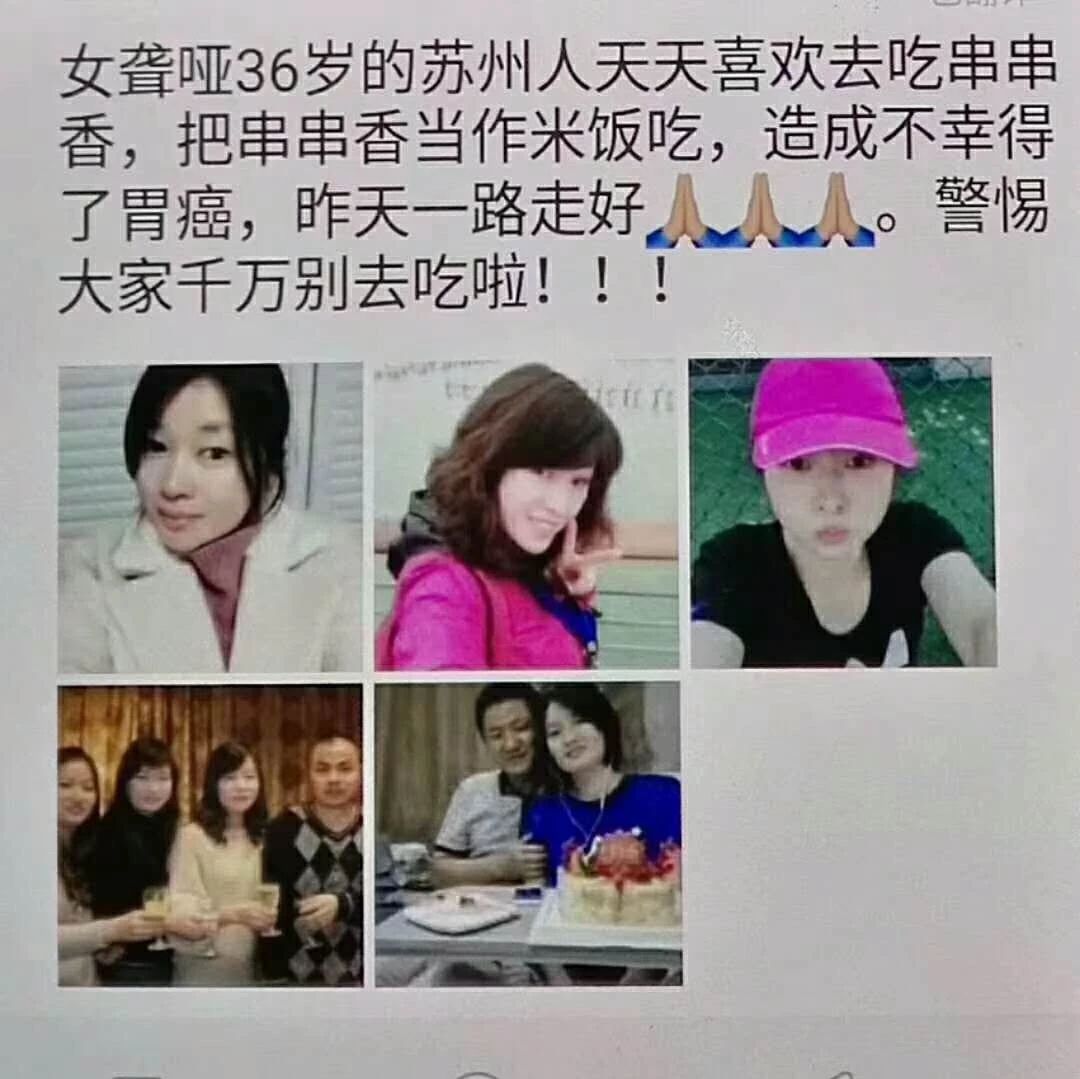 女聋哑36岁的苏州人天天喜欢去吃串串
香，把串串香当作米饭吃，造成不幸得
了胃癌，昨天一路走好🙏🏽🙏🏽🙏🏽。警惕
大家千万别去吃啦！！！